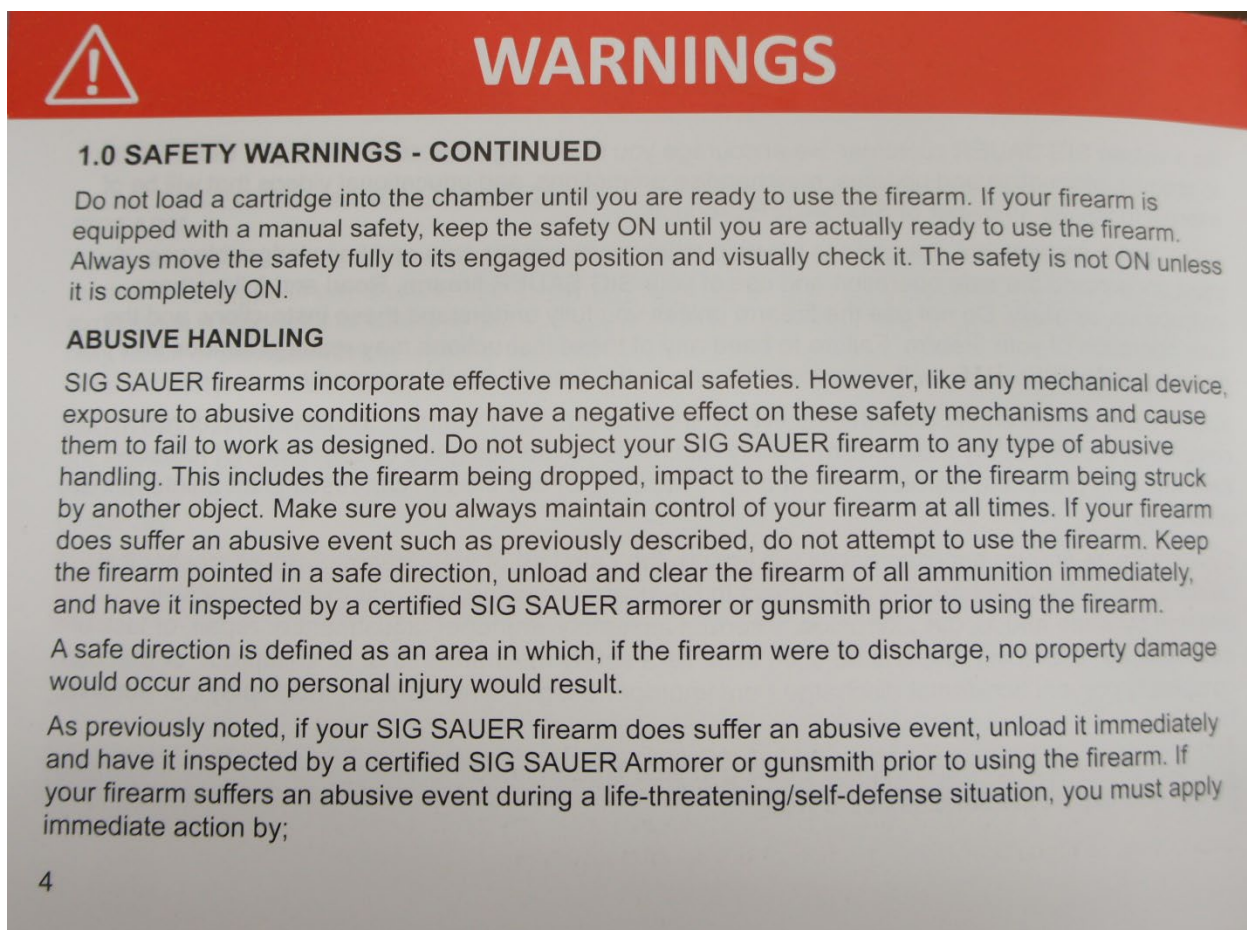 WARNINGS
1.0 SAFETY WARNINGS - CONTINUED
Do not load a cartridge into the chamber until you are ready to use the firearm. If your firearm is
equipped with a manual safety, keep the safety ON until you are actually ready to use the firearm.
Always move the safety fully to its engaged position and visually check it. The safety is not ON unless
it is completely ON.
ABUSIVE HANDLING
SIG SAUER firearms incorporate effective mechanical safeties. However, like any mechanical device,
exposure to abusive conditions may have a negative effect on these safety mechanisms and cause
them to fail to work as designed. Do not subject your SIG SAUER firearm to any type of abusive
handling. This includes the firearm being dropped, impact to the firearm, or the firearm being struck
by another object. Make sure you always maintain control of your firearm at all times. If your firearm
does suffer an abusive event such as previously described, do not attempt to use the firearm. Keep
the firearm pointed in a safe direction, unload and clear the firearm of all ammunition immediately,
and have it inspected by a certified SIG SAUER armorer or gunsmith prior to using the firearm.
A safe direction is defined as an area in which, if the firearm were to discharge, no property damage
would occur and no personal injury would result.
As previously noted, if your SIG SAUER firearm does suffer an abusive event, unload it immediately
and have it inspected by a certified SIG SAUER Armorer or gunsmith prior to using the firearm. If
your firearm suffers an abusive event during a life-threatening/self-defense situation, you must apply
immediate action by;
4